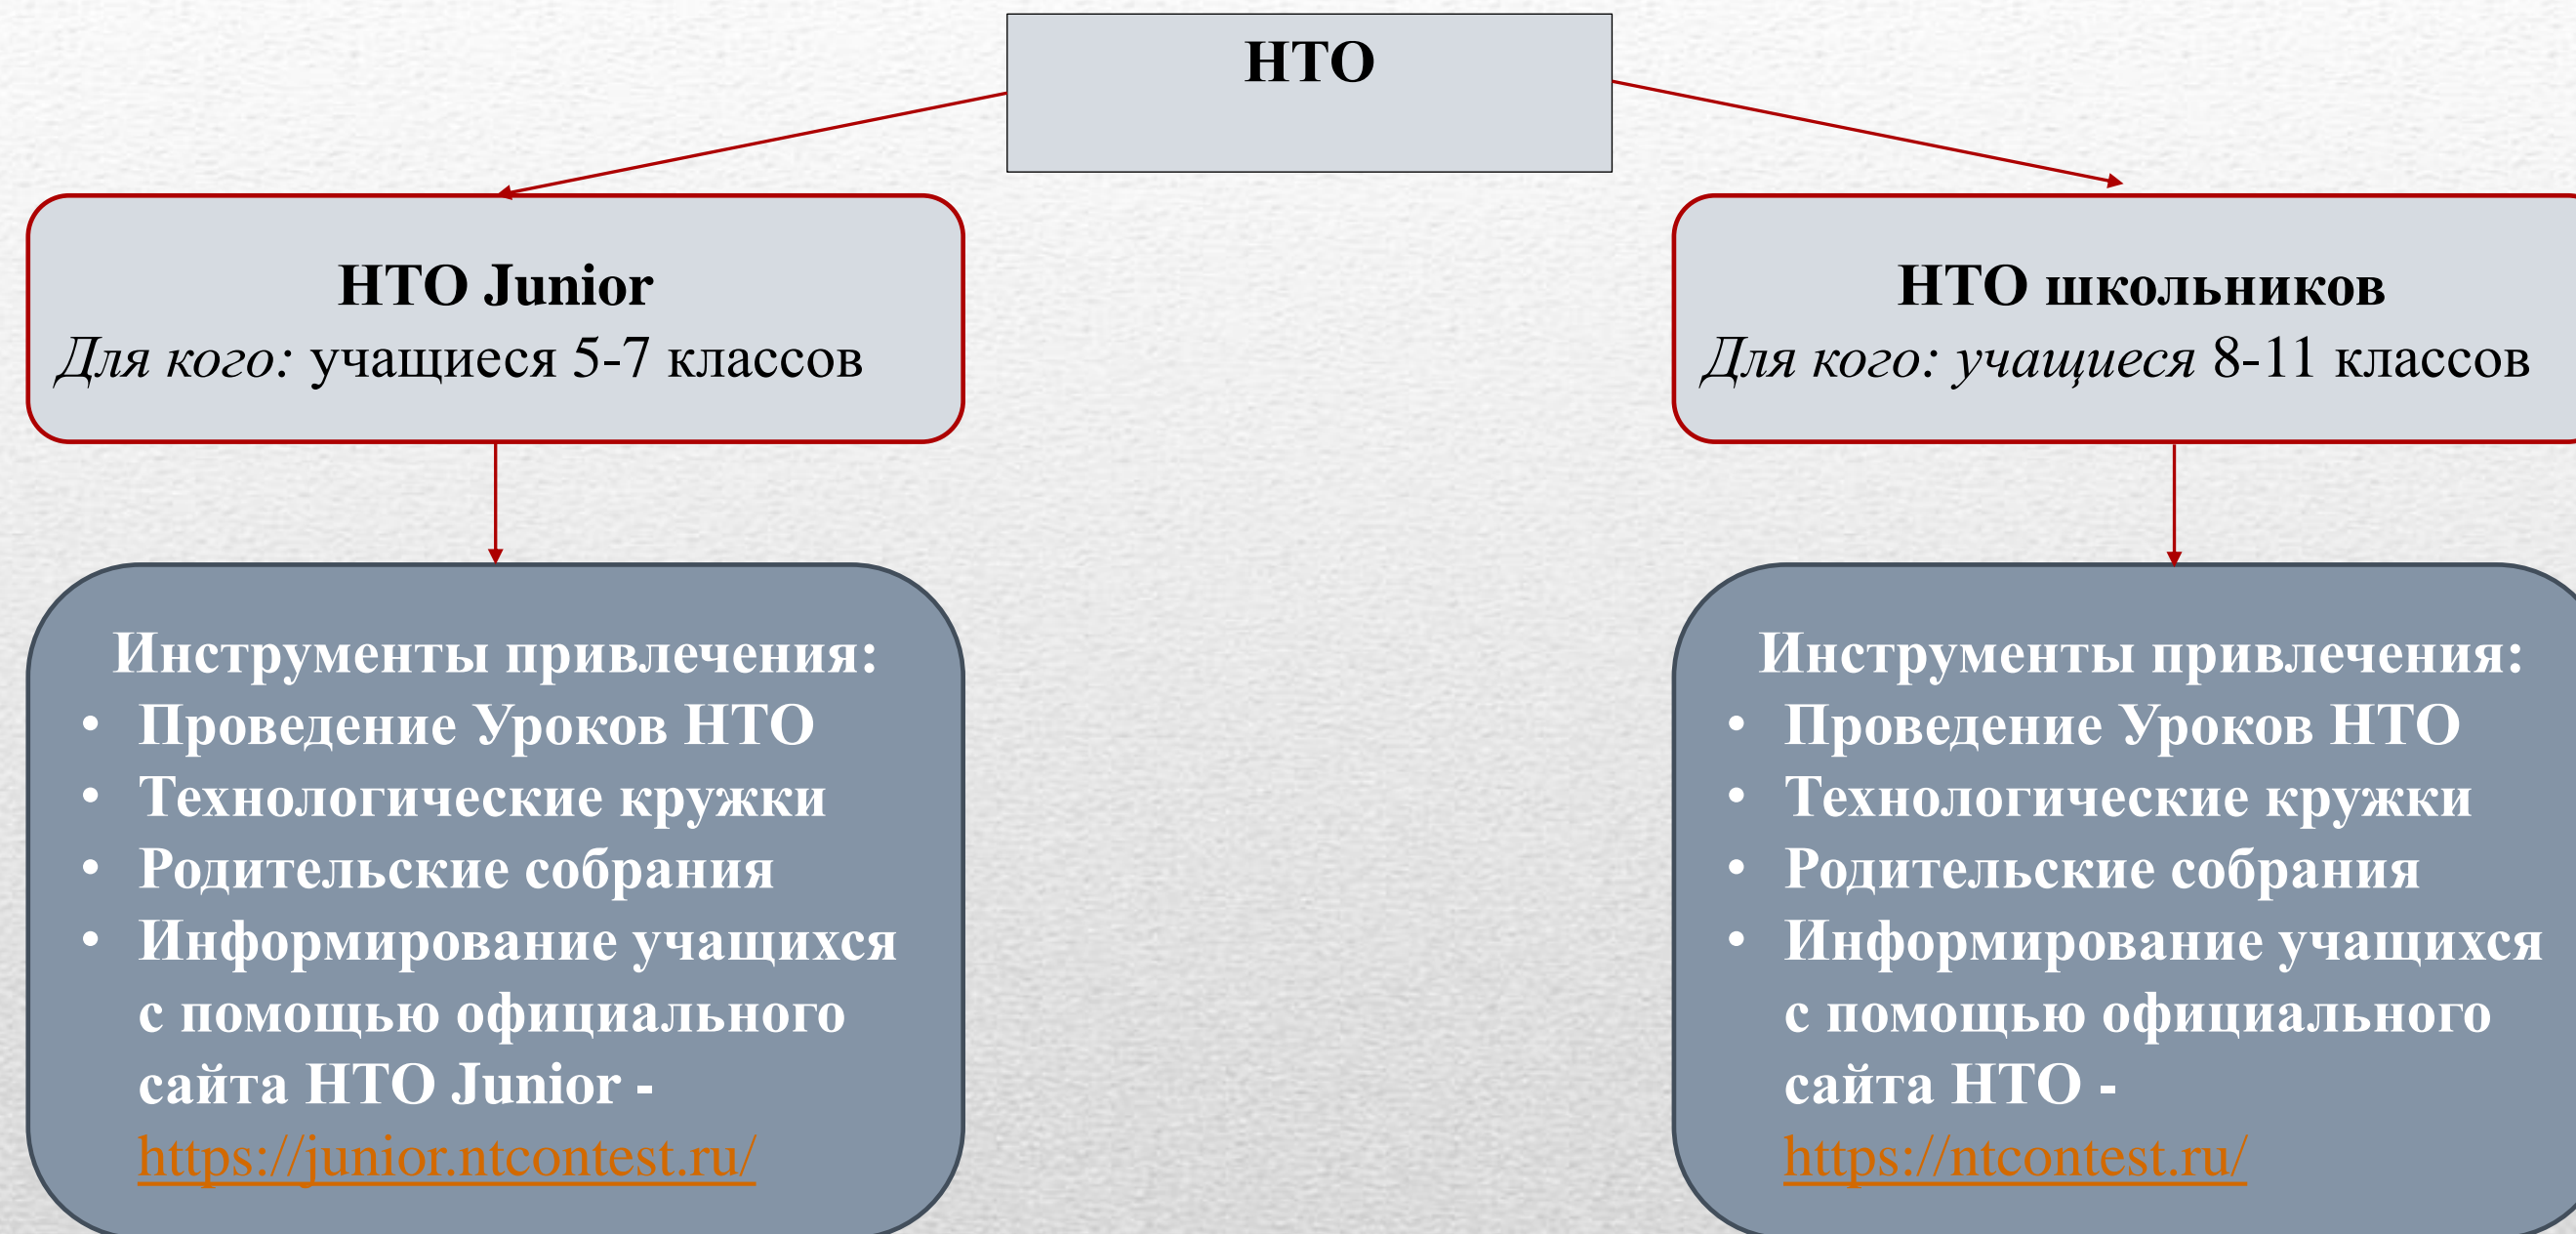 НТО
НТО Junior
Для кого: учащиеся 5-7 классов
НТО школьников
Для кого: учащиеся 8-11 классов
Инструменты привлечения:
• Проведение Уроков НТО
• Технологические кружки
• Родительские собрания
• Информирование учащихся
с помощью официального
сайта НТО Junior -
https://junior.ntcontest.ru/
Инструменты привлечения:
• Проведение Уроков НТО
• Технологические кружки
• Родительские собрания
• Информирование учащихся
с помощью официального
сайта НТО -
https://ntcontest.ru/